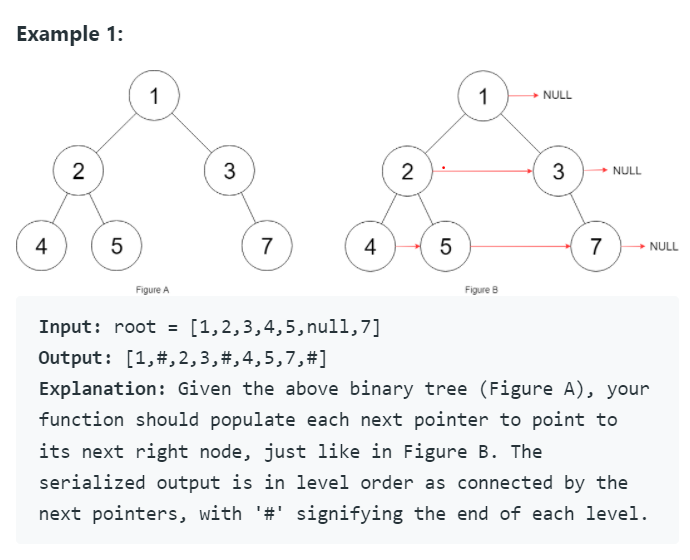 Example 1:
1
2
3
4
5
7
Figure A
1
NULL
2
3
NULL
4
5
7
NULL
Figure B
Input: root = [1,2,3,4,5,null,7]
Output: [1,#,2,3,#,4,5,7,#]
Explanation: Given the above binary tree (Figure A), your
function should populate each next pointer to point to
its next right node, just like in Figure B. The
serialized output is in level order as connected by the
next pointers, with '#' signifying the end of each level.